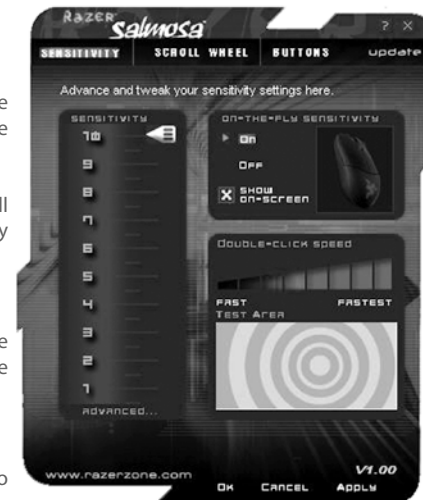 RAZER
Salmosa
? X
SENSITIVITY SCROLL WHEEL BUTTONS update
Advance and tweak your sensitivity settings here.
SENSITIVITY
10
9
8
7
6
5
4
3
2
1
ADVANCED...
ON-THE-FLY SENSITIVITY
ON
OFF
SHOW
ON-SCREEN
DOUBLE-CLICK SPEED
FAST FASTEST
TEST AREA
www.razerzone.com
V1.00
OK CANCEL APPLY